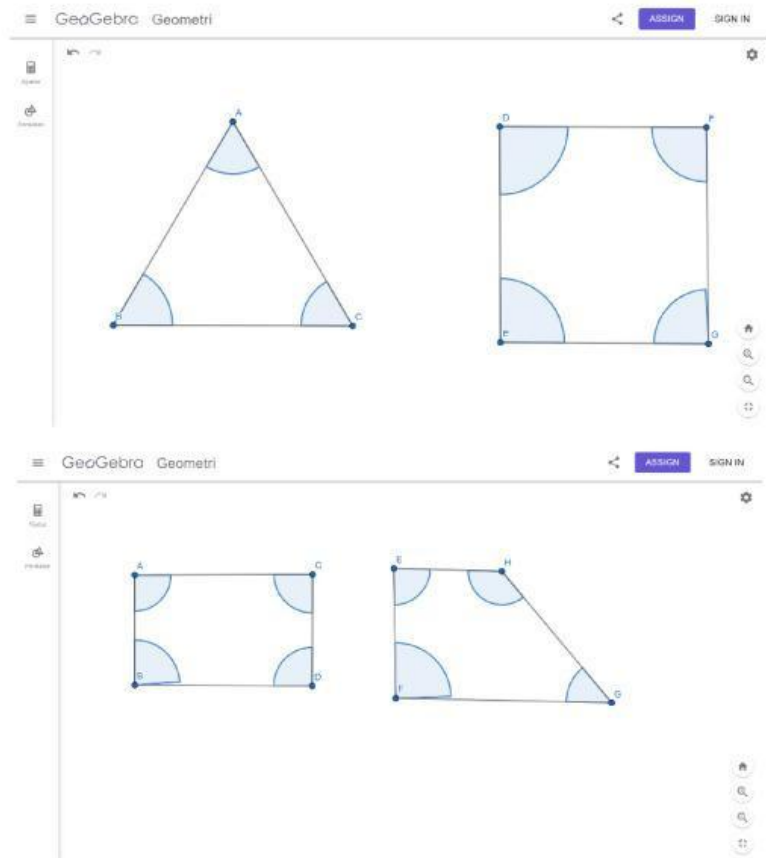 GeoGebra Geometri
ASSIGN SIGN IN
A
D F
B C
E G
GeoGebra Geometri
ASSIGN SIGN IN
E H
A C
B D
F G